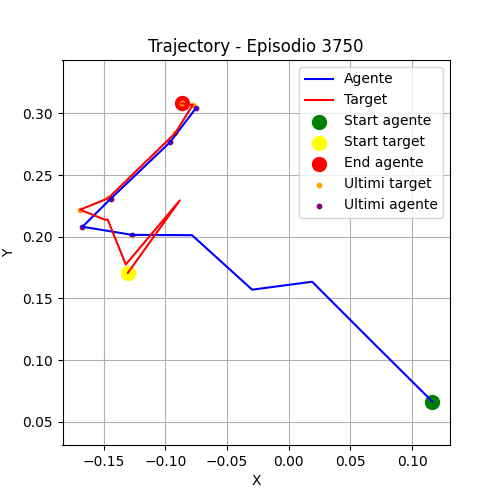 Trajectory - Episodio 3750
Agente
Target
Start agente
Start target
End agente
Ultimi target
Ultimi agente
Y
0.30
0.25
0.20
0.15
0.10
0.05
−0.15
−0.10
−0.05
0.00
0.05
0.10
X